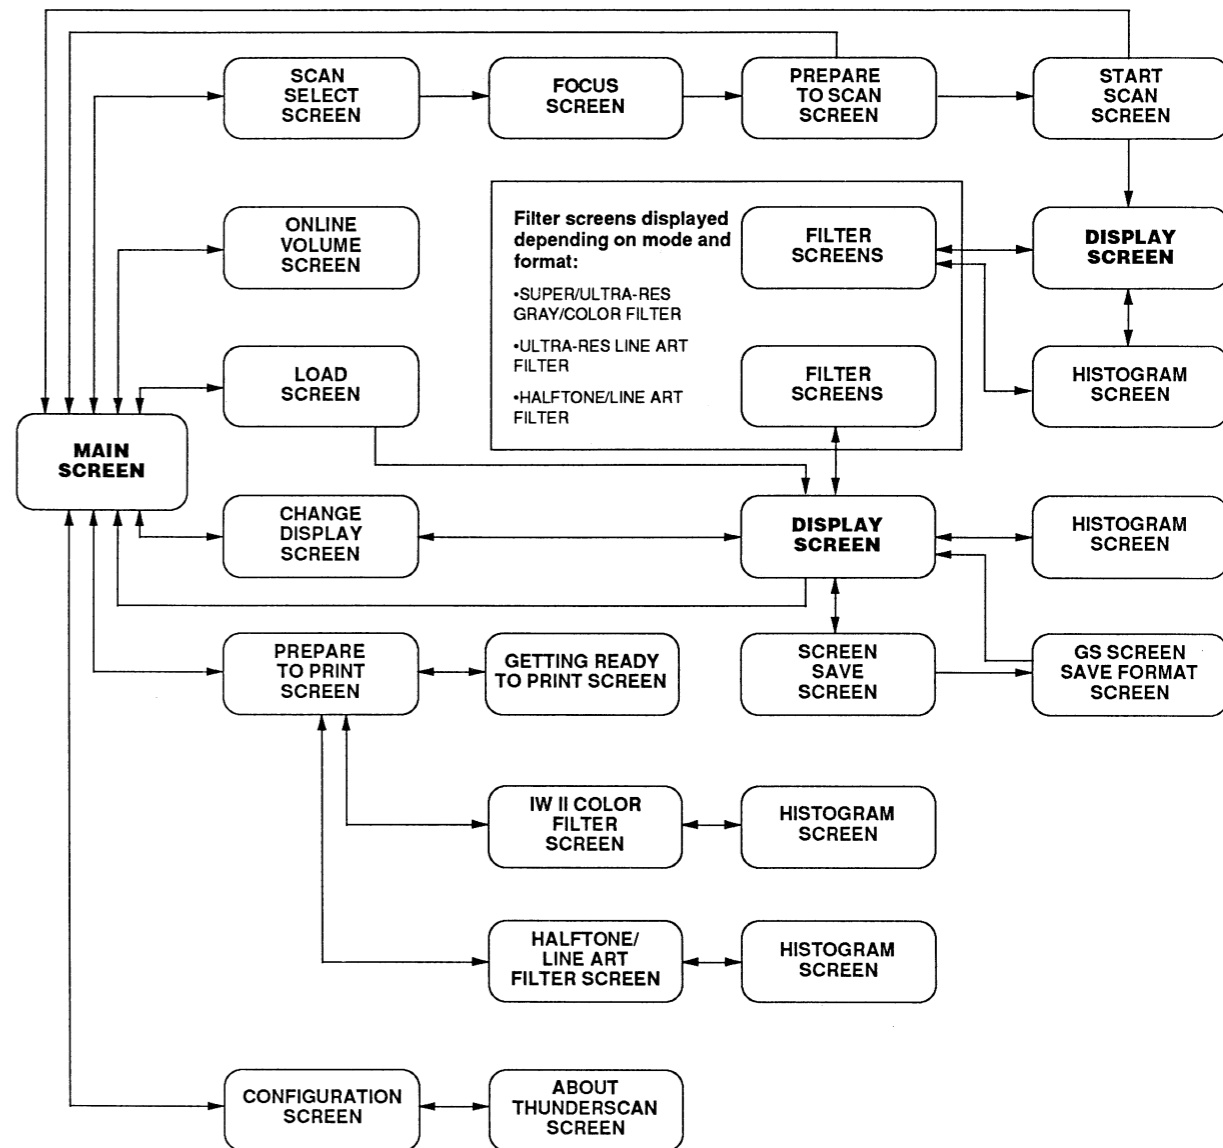 SCAN
SELECT
SCREEN
FOCUS
SCREEN
PREPARE
TO SCAN
SCREEN
START
SCAN
SCREEN
ONLINE
VOLUME
SCREEN
Filter screens displayed
depending on mode and
format:
•SUPER/ULTRA-RES
GRAY/COLOR FILTER
•ULTRA-RES LINE ART
FILTER
•HALFTONE/LINE ART
FILTER
FILTER
SCREENS
DISPLAY
SCREEN
LOAD
SCREEN
FILTER
SCREENS
HISTOGRAM
SCREEN
MAIN
SCREEN
CHANGE
DISPLAY
SCREEN
DISPLAY
SCREEN
HISTOGRAM
SCREEN
PREPARE
TO PRINT
SCREEN
GETTING READY
TO PRINT SCREEN
SCREEN
SAVE
SCREEN
GS SCREEN
SAVE FORMAT
SCREEN
IW II COLOR
FILTER
SCREEN
HISTOGRAM
SCREEN
HALFTONE/
LINE ART
FILTER SCREEN
HISTOGRAM
SCREEN
CONFIGURATION
SCREEN
ABOUT
THUNDERSCAN
SCREEN